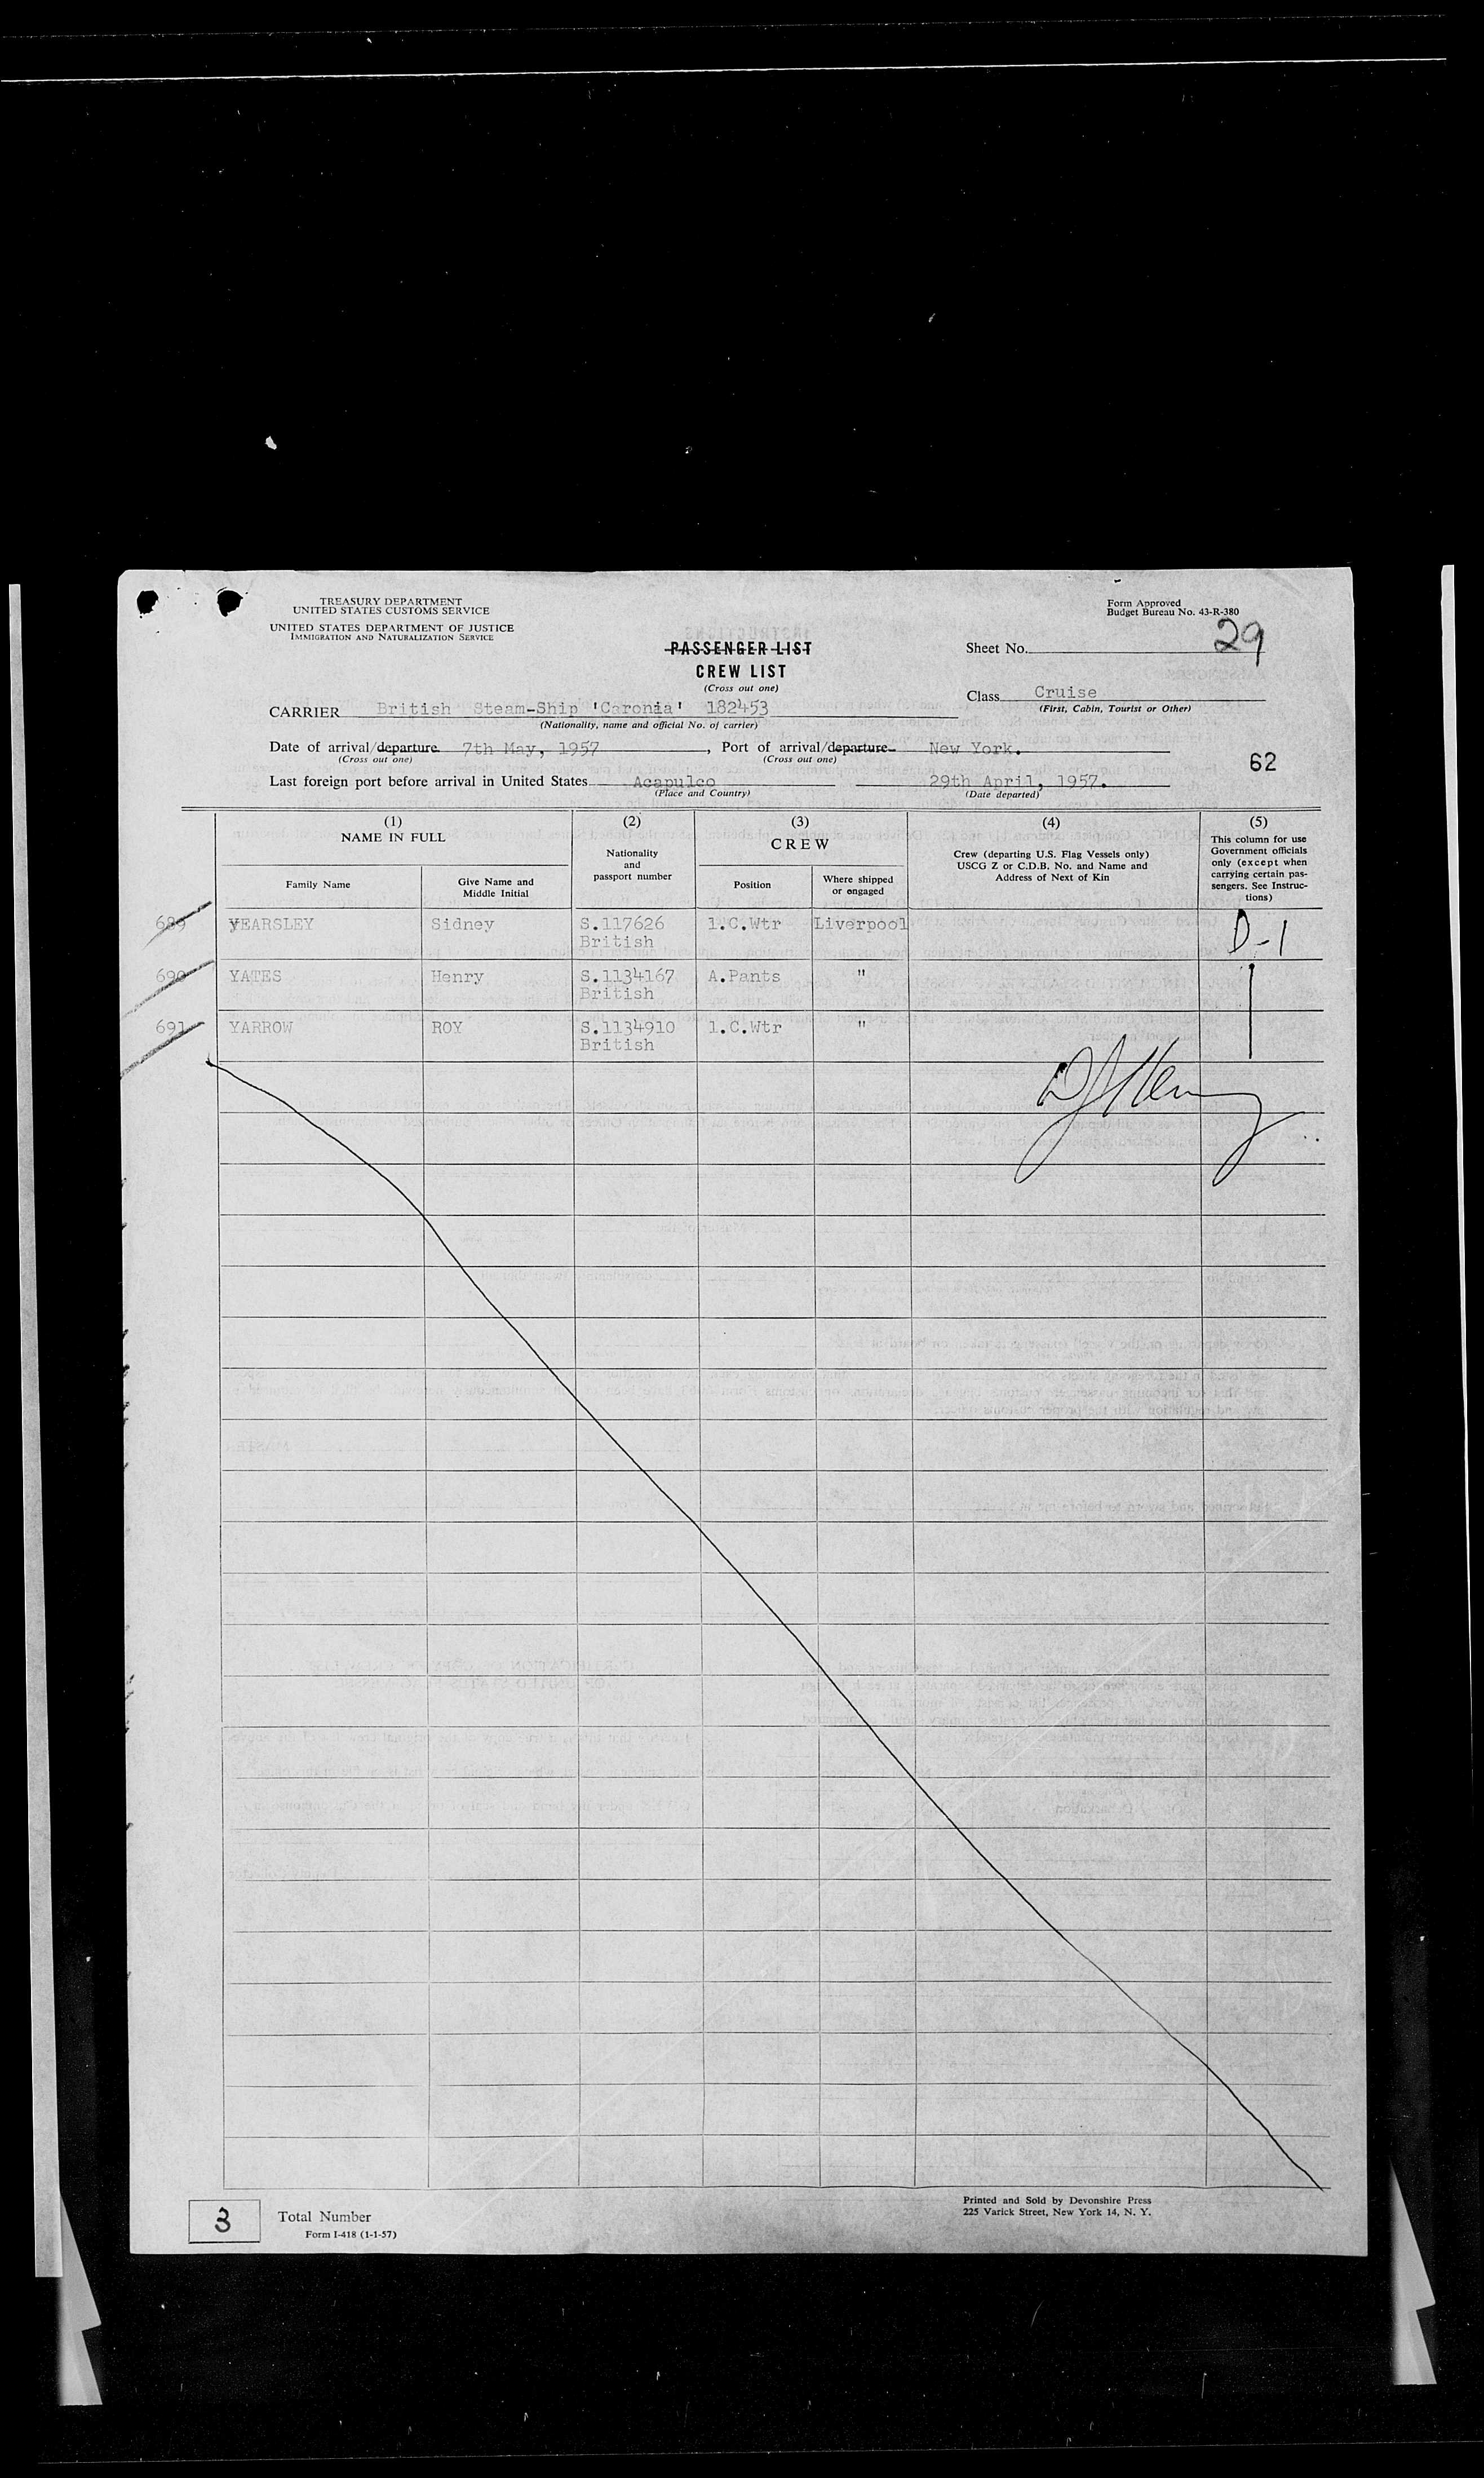 TREASURY DEPARTMENT
UNITED STATES CUSTOMS SERVICE
UNITED STATES DEPARTMENT OF JUSTICE
IMMIGRATION AND NATURALIZATION SERVICE
Form Approved
Budget Bureau No. 43-R-380
PASSENGER LIST
CREW LIST
(Cross out one)
Sheet No. 29
Class Cruise
(First, Cabin, Tourist or Other)
CARRIER British Steam-Ship 'Caronia' 182453
(Nationality, name and official No. of carrier)
Date of arrival/departure 7th May, 1957, Port of arrival/departure New York.
(Cross out one) (Cross out one)
62
Last foreign port before arrival in United States Acapulco 29th April, 1957.
(Place and Country) (Date departed)
(1) (2) (3) (4) (5)
NAME IN FULL
Family Name
Give Name and
Middle Initial
Nationality
and
passport number
CREW
Position
Where shipped
or engaged
Crew (departing U.S. Flag Vessels only)
USCG Z or C.D.B. No. and Name and
Address of Next of Kin
This column for use
Government officials
only (except when
carrying certain pas-
sengers. See Instruc-
tions)
689 YEARSLEY Sidney S.117626 1.C.Wtr Liverpool D-1
British
690 YATES Henry S.1134167 A.Pants "
British
691 YARROW ROY S.1134910 1.C.Wtr "
British
3 Total Number
Form I-418 (1-1-57)
Printed and Sold by Devonshire Press
225 Varick Street, New York 14, N. Y.